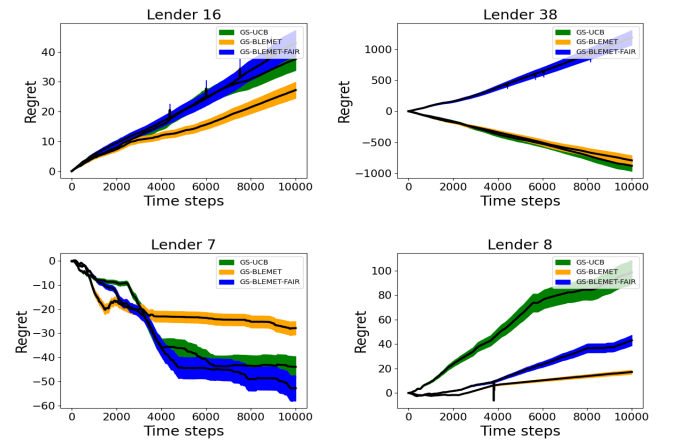 Lender 16
Regret
40
30
20
10
0
GS-UCB
GS-BLEMET
GS-BLEMET-FAIR
0 2000 4000 6000 8000 10000
Time steps
Lender 38
Regret
1000
500
0
−500
−1000
GS-UCB
GS-BLEMET
GS-BLEMET-FAIR
0 2000 4000 6000 8000 10000
Time steps
Lender 7
Regret
0
−10
−20
−30
−40
−50
−60
GS-UCB
GS-BLEMET
GS-BLEMET-FAIR
0 2000 4000 6000 8000 10000
Time steps
Lender 8
Regret
100
80
60
40
20
0
GS-UCB
GS-BLEMET
GS-BLEMET-FAIR
0 2000 4000 6000 8000 10000
Time steps